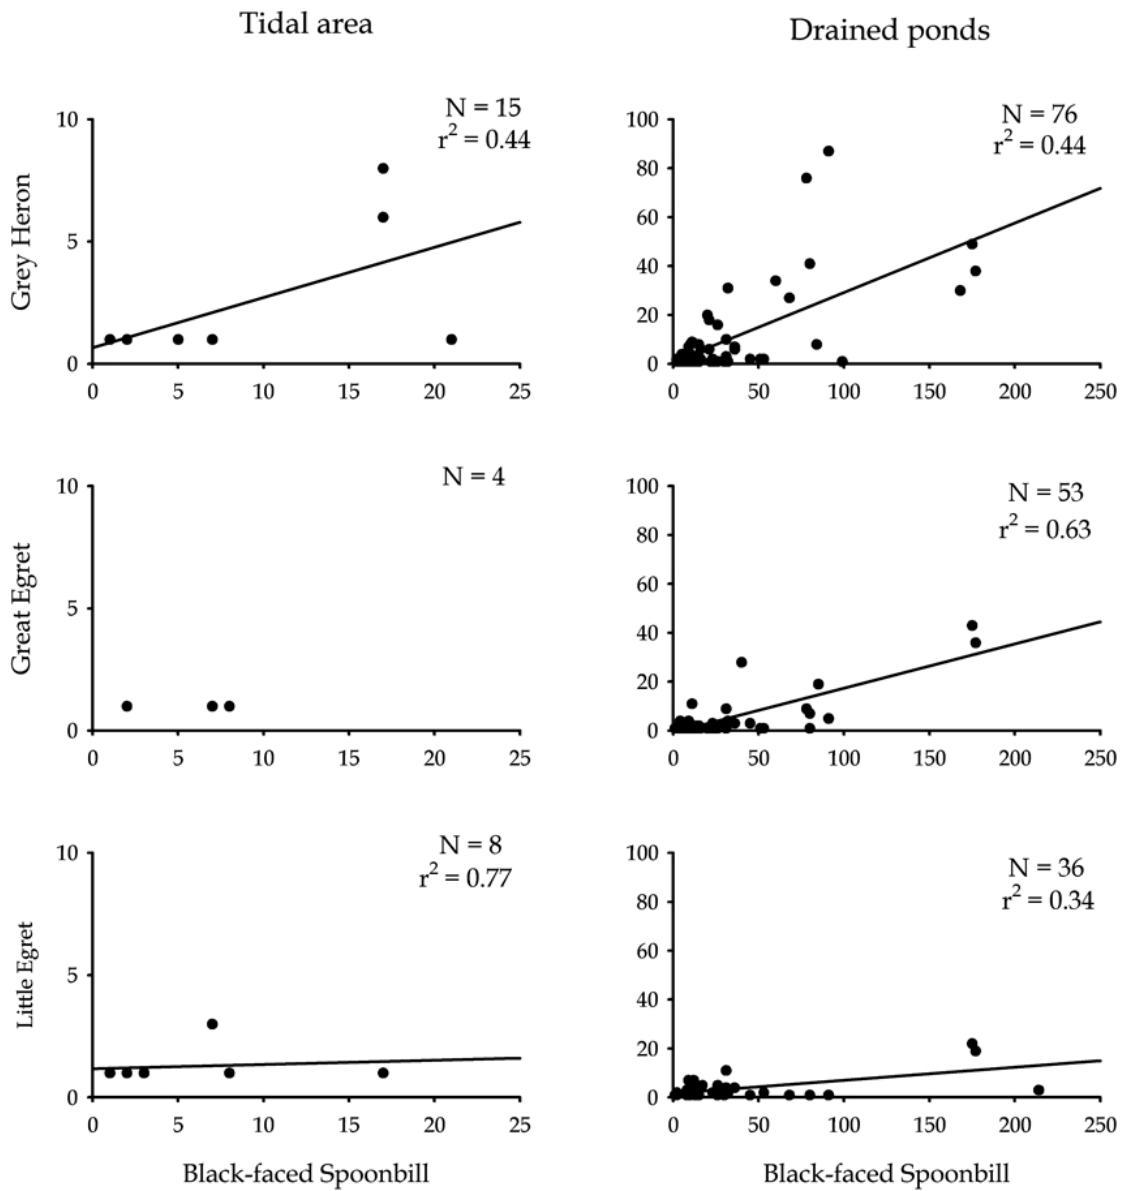 Tidal area
Drained ponds
Grey Heron
10
5
0
0 5 10 15 20 25
N = 15
r² = 0.44
100
80
60
40
20
0
0 50 100 150 200 250
N = 76
r² = 0.44
Great Egret
10
5
0
0 5 10 15 20 25
N = 4
100
80
60
40
20
0
0 50 100 150 200 250
N = 53
r² = 0.63
Little Egret
10
5
0
0 5 10 15 20 25
N = 8
r² = 0.77
100
80
60
40
20
0
0 50 100 150 200 250
N = 36
r² = 0.34
Black-faced Spoonbill
Black-faced Spoonbill